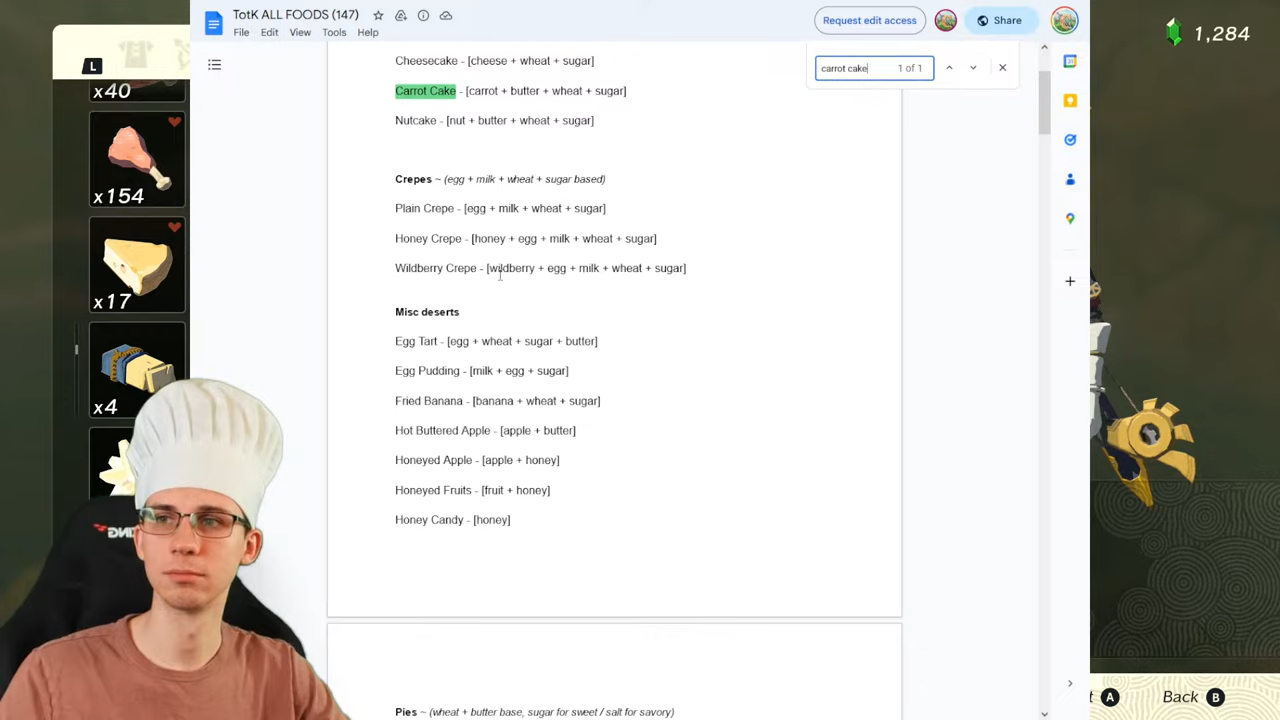 TotK ALL FOODS (147)
File Edit View Tools Help
Request edit access
Share
1,284
L
x40
x154
x17
x4
carrot cake
1 of 1
Cheesecake - [cheese + wheat + sugar]
Carrot Cake - [carrot + butter + wheat + sugar]
Nutcake - [nut + butter + wheat + sugar]
Crepes ~ (egg + milk + wheat + sugar based)
Plain Crepe - [egg + milk + wheat + sugar]
Honey Crepe - [honey + egg + milk + wheat + sugar]
Wildberry Crepe - [wildberry + egg + milk + wheat + sugar]
Misc deserts
Egg Tart - [egg + wheat + sugar + butter]
Egg Pudding - [milk + egg + sugar]
Fried Banana - [banana + wheat + sugar]
Hot Buttered Apple - [apple + butter]
Honeyed Apple - [apple + honey]
Honeyed Fruits - [fruit + honey]
Honey Candy - [honey]
Pies ~ (wheat + butter base, sugar for sweet / salt for savory)
A
Back B